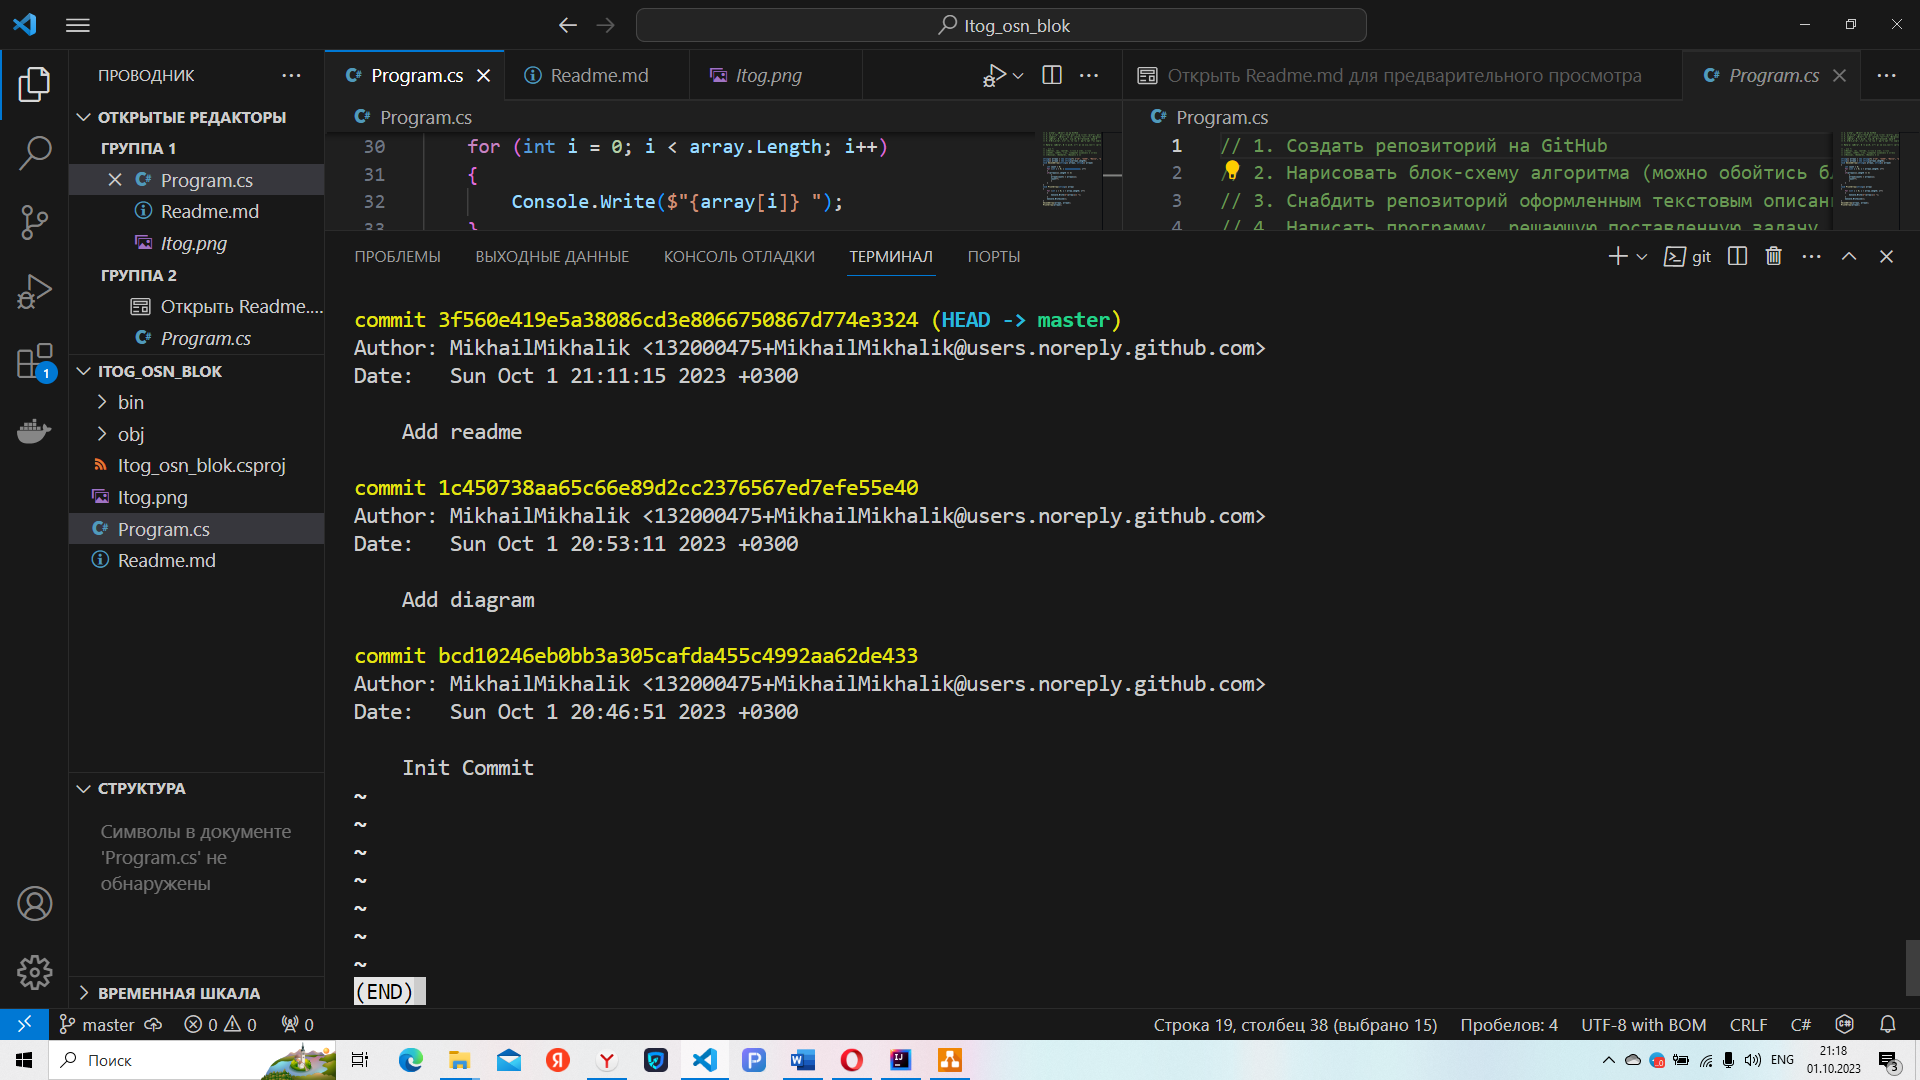 Itog_osn_blok
ПРОВОДНИК
ОТКРЫТЫЕ РЕДАКТОРЫ
ГРУППА 1
Program.cs
Readme.md
Itog.png
ГРУППА 2
Открыть Readme....
Program.cs
ITOG_OSN_BLOK
bin
obj
Itog_osn_blok.csproj
Itog.png
Program.cs
Readme.md
СТРУКТУРА
Символы в документе
'Program.cs' не
обнаружены
ВРЕМЕННАЯ ШКАЛА
Program.cs
Readme.md
Itog.png
Program.cs
30 for (int i = 0; i < array.Length; i++)
31 {
32 Console.Write($"{array[i]} ");
33 }
Открыть Readme.md для предварительного просмотра
Program.cs
Program.cs
1 // 1. Создать репозиторий на GitHub
2 // 2. Нарисовать блок-схему алгоритма (можно обойтись
3 // 3. Снабдить репозиторий оформленным текстовым
4 // 4. Написать программу, решающую поставленную задачу
ПРОБЛЕМЫ
ВЫХОДНЫЕ ДАННЫЕ
КОНСОЛЬ ОТЛАДКИ
ТЕРМИНАЛ
ПОРТЫ
git
commit 3f560e419e5a38086cd3e8066750867d774e3324 (HEAD -> master)
Author: MikhailMikhalik <132000475+MikhailMikhalik@users.noreply.github.com>
Date:   Sun Oct 1 21:11:15 2023 +0300
Add readme
commit 1c450738aa65c66e89d2cc2376567ed7efe55e40
Author: MikhailMikhalik <132000475+MikhailMikhalik@users.noreply.github.com>
Date:   Sun Oct 1 20:53:11 2023 +0300
Add diagram
commit bcd10246eb0bb3a305cafda455c4992aa62de433
Author: MikhailMikhalik <132000475+MikhailMikhalik@users.noreply.github.com>
Date:   Sun Oct 1 20:46:51 2023 +0300
Init Commit
~
~
~
~
~
~
~
(END)
master
0
0
0
Строка 19, столбец 38 (выбрано 15)
Пробелов: 4
UTF-8 with BOM
CRLF
C#
Поиск
ENG
21:18
01.10.2023
3